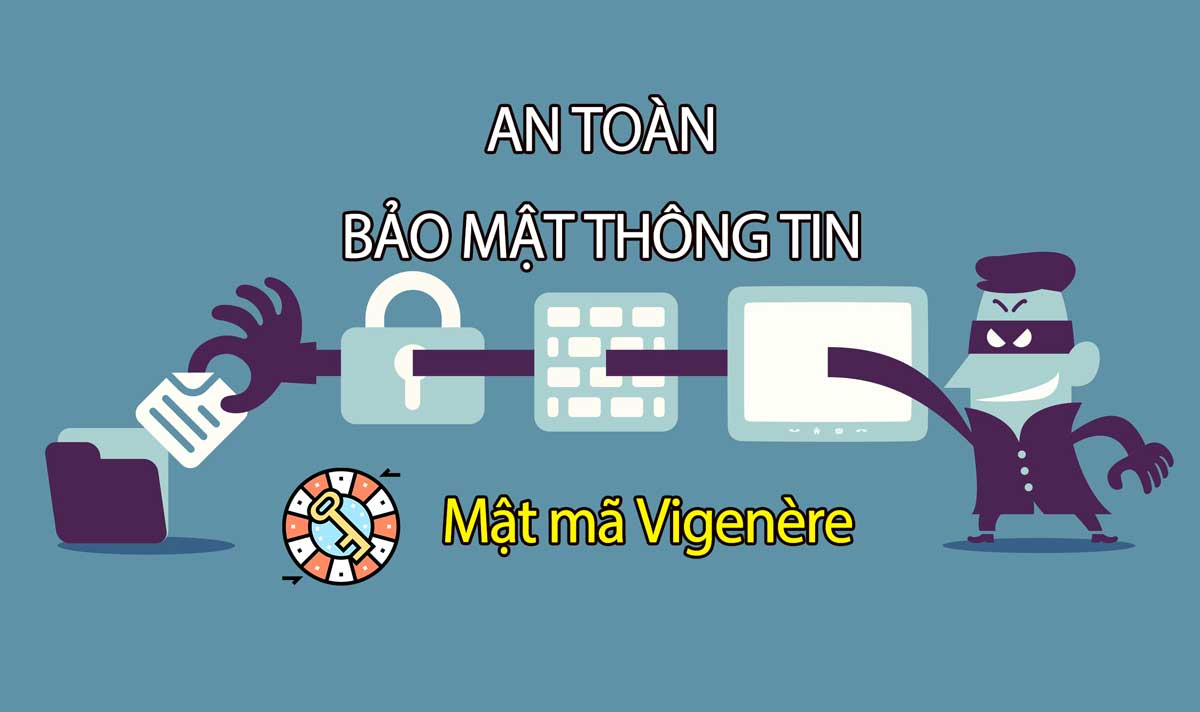 AN TOÀN
BẢO MẬT THÔNG TIN
Mật mã Vigenère